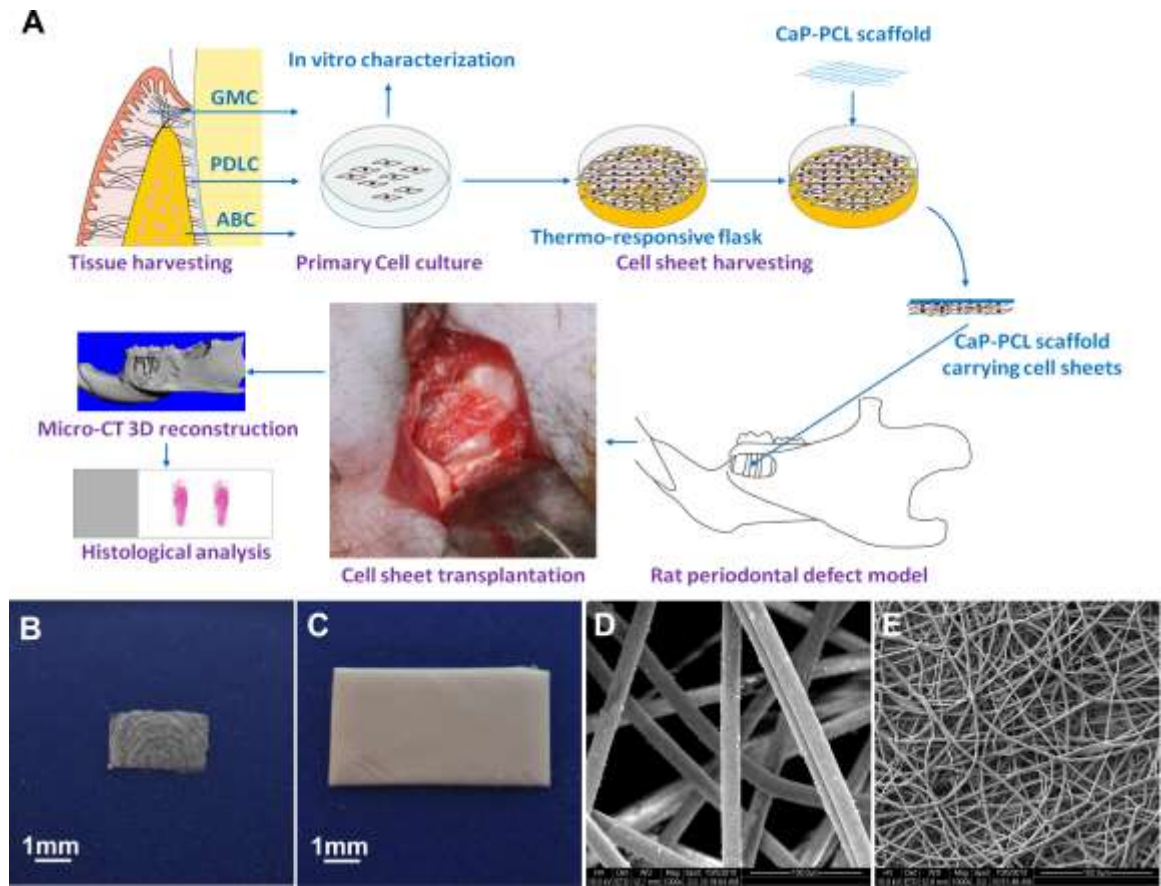 A
CaP-PCL scaffold
In vitro characterization
GMC
PDLC
ABC
Thermo-responsive flask
Tissue harvesting
Primary Cell culture
Cell sheet harvesting
CaP-PCL scaffold
carrying cell sheets
Micro-CT 3D reconstruction
Histological analysis
Cell sheet transplantation
Rat periodontal defect model
B
C
D
E
1mm
1mm